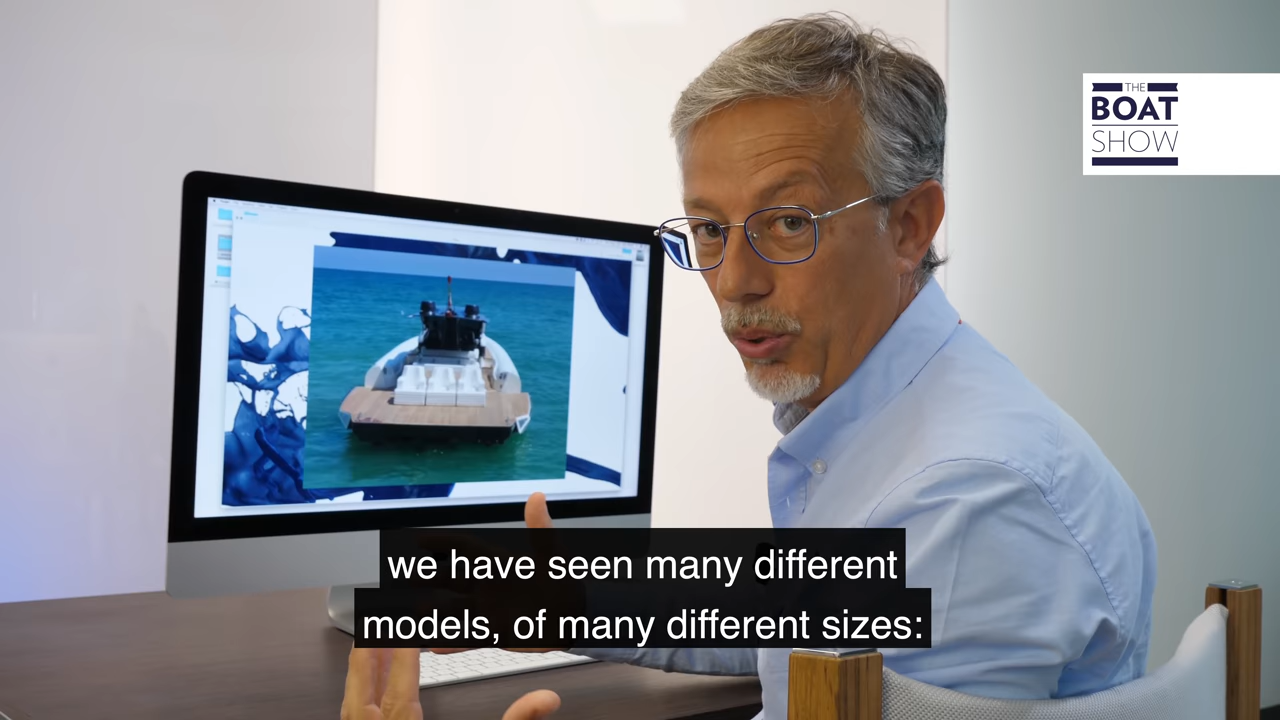 THE
BOAT
SHOW
we have seen many different
models, of many different sizes: